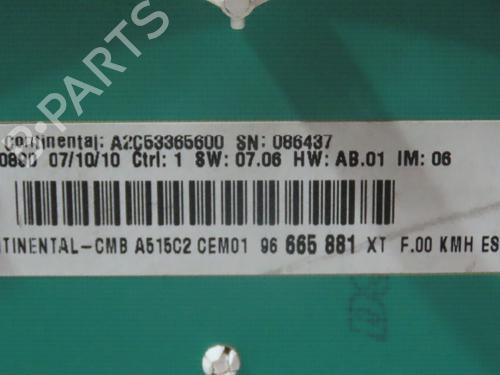 B-PARTS
Continental: A2C53365600 SN: 086437
0800 07/10/10 Ctrl: 1 SW: 07.06 HW: AB.01 IM: 06
NTINENTAL-CMB A515C2 CEM01 96 665 881 XT F.00 KMH ES